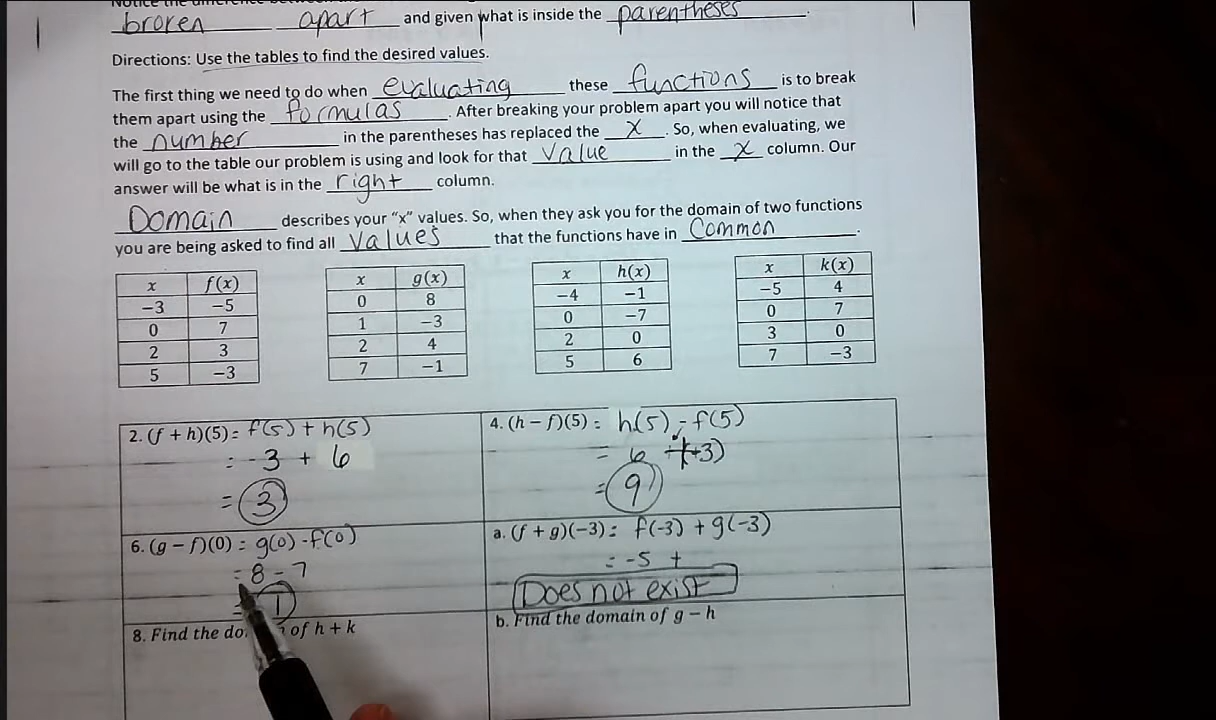 broken apart and given what is inside the parentheses.
Directions: Use the tables to find the desired values.
The first thing we need to do when evaluating these functions is to break
them apart using the formulas. After breaking your problem apart you will notice that
the number in the parentheses has replaced the x. So, when evaluating, we
will go to the table our problem is using and look for that value in the x column. Our
answer will be what is in the right column.
Domain describes your “x” values. So, when they ask you for the domain of two functions
you are being asked to find all values that the functions have in common.
x f(x)
−3 −5
0 7
2 3
5 −3
x g(x)
0 8
1 −3
2 4
7 −1
x h(x)
−4 −1
0 −7
2 0
5 6
x k(x)
−5 4
0 7
3 0
7 −3
2. (f + h)(5) = f(5) + h(5)
= -3 + 6
= 3
4. (h − f)(5) = h(5) - f(5)
= 6 + (+3)
= 9
6. (g − f)(0) = g(0) - f(0)
= 8 - 7
= 1
a. (f + g)(−3) = f(-3) + g(-3)
= -5 +
Does not exist
8. Find the do of h + k
b. Find the domain of g − h